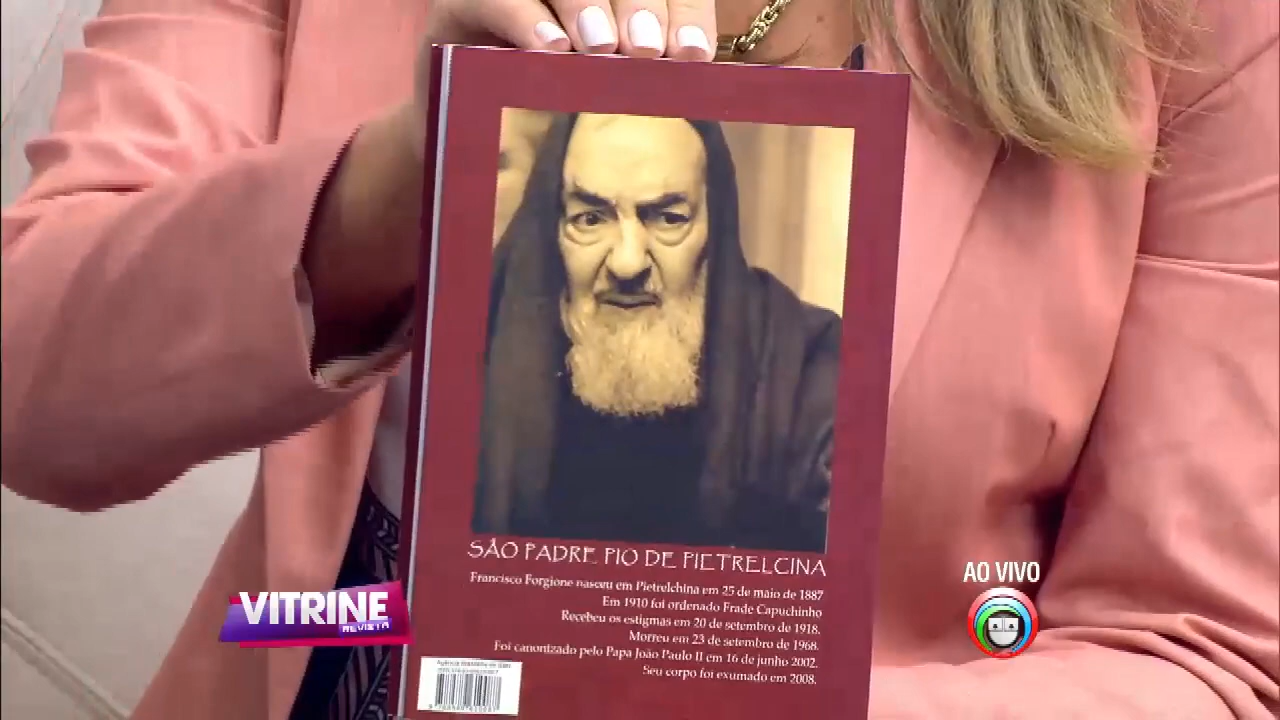 SÃO PADRE PIO DE PIETRELCINA
Francisco Forgione nasceu em Pietrelchina em 25 de maio de 1887
Em 1910 foi ordenado Frade Capuchinho
Recebeu os estigmas em 20 de setembro de 1918.
Morreu em 23 de setembro de 1968.
Foi canonizado pelo Papa João Paulo II em 16 de junho 2002.
Seu corpo foi exumado em 2008.
VITRINE
REVISTA
AO VIVO